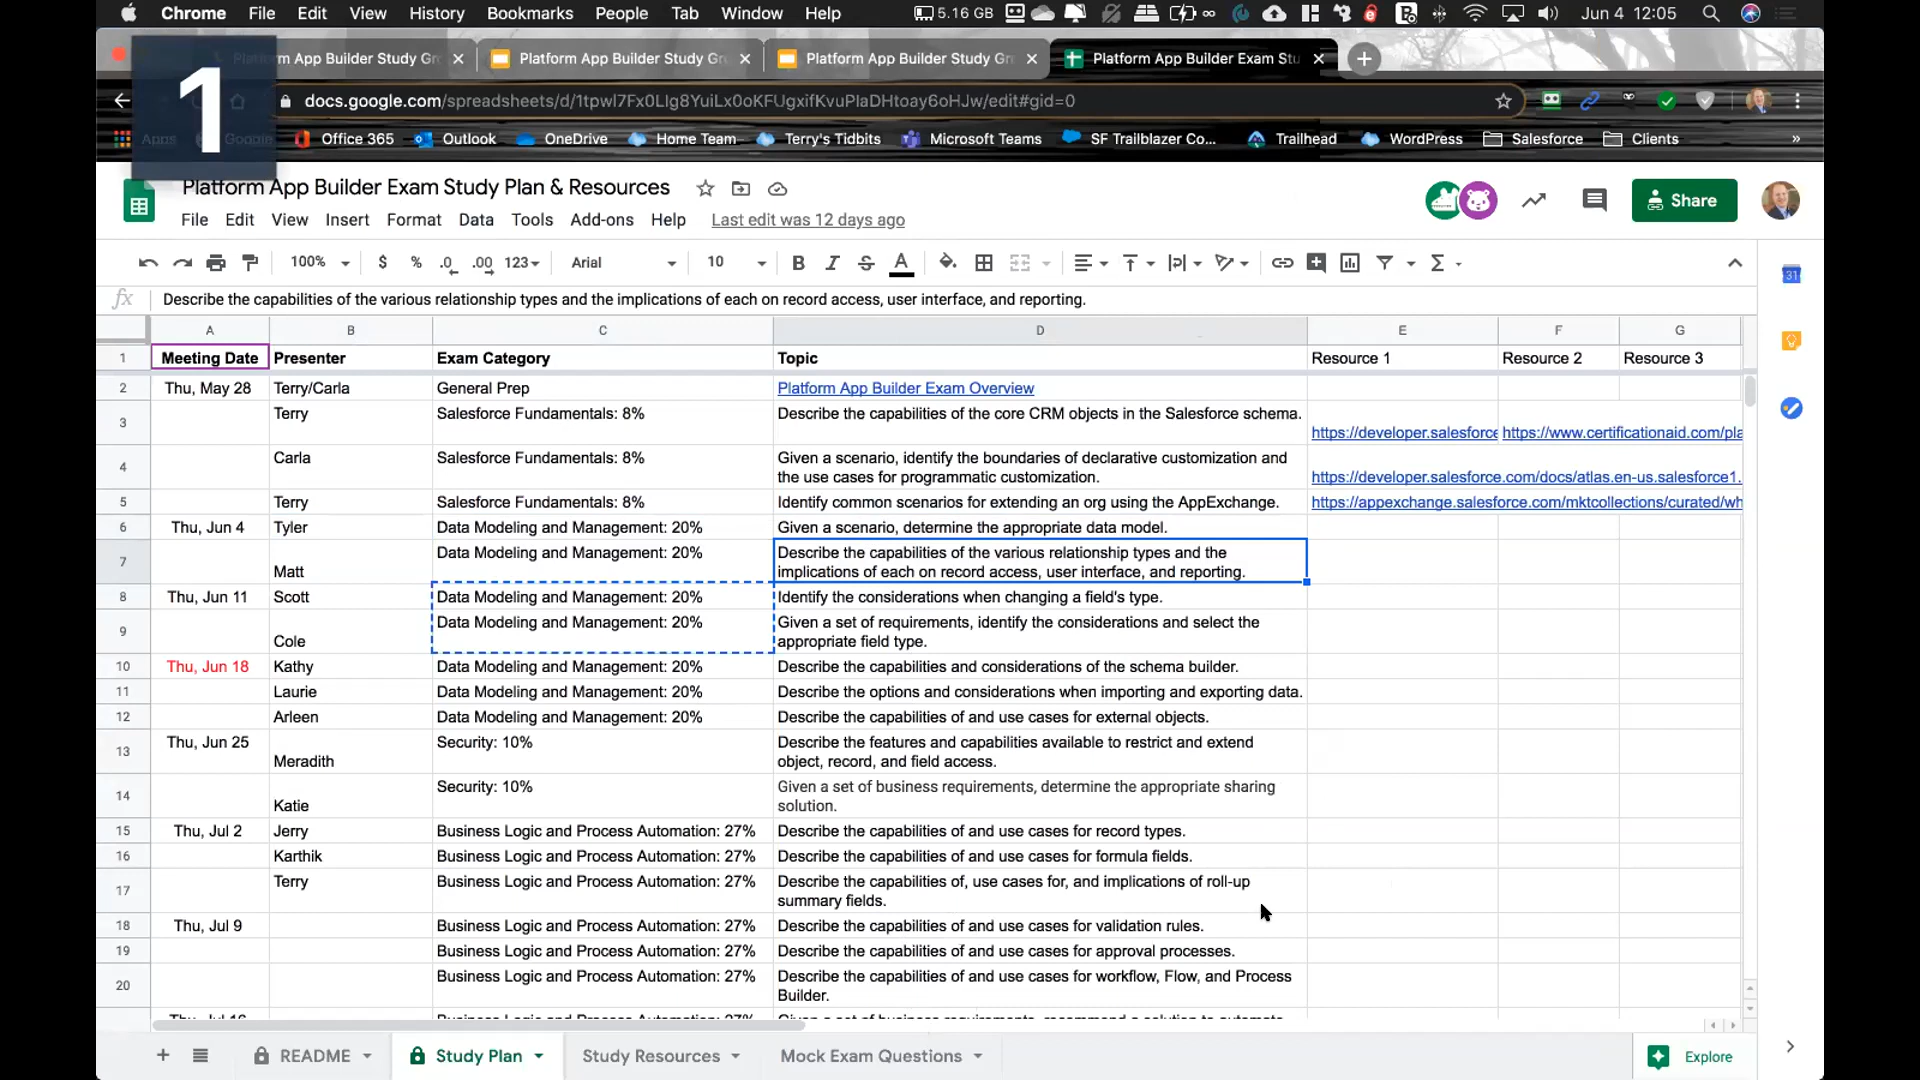 Chrome File Edit View History Bookmarks People Tab Window Help 5.16 GB Jun 4 12:05
1
m App Builder Study Gr Platform App Builder Study Gr Platform App Builder Study Gr Platform App Builder Exam Stu
docs.google.com/spreadsheets/d/1tpwI7Fx0LIg8YuiLx0oKFUgxifKvuPlaDHtoay6oHJw/edit#gid=0
Apps Google Office 365 Outlook OneDrive Home Team Terry's Tidbits Microsoft Teams SF Trailblazer Co... Trailhead WordPress Salesforce Clients »
Platform App Builder Exam Study Plan & Resources
Share
File Edit View Insert Format Data Tools Add-ons Help Last edit was 12 days ago
100% $ % .0 .00 123 Arial 10 B I S A Σ
31
fx Describe the capabilities of the various relationship types and the implications of each on record access, user interface, and reporting.
A B C D E F G
1 Meeting Date Presenter Exam Category Topic Resource 1 Resource 2 Resource 3
2 Thu, May 28 Terry/Carla General Prep Platform App Builder Exam Overview
3 Terry Salesforce Fundamentals: 8% Describe the capabilities of the core CRM objects in the Salesforce schema.
https://developer.salesforce https://www.certificationaid.com/pla
4 Carla Salesforce Fundamentals: 8% Given a scenario, identify the boundaries of declarative customization and
the use cases for programmatic customization. https://developer.salesforce.com/docs/atlas.en-us.salesforce1.
5 Terry Salesforce Fundamentals: 8% Identify common scenarios for extending an org using the AppExchange. https://appexchange.salesforce.com/mktcollections/curated/wh
6 Thu, Jun 4 Tyler Data Modeling and Management: 20% Given a scenario, determine the appropriate data model.
7 Data Modeling and Management: 20% Describe the capabilities of the various relationship types and the
Matt implications of each on record access, user interface, and reporting.
8 Thu, Jun 11 Scott Data Modeling and Management: 20% Identify the considerations when changing a field's type.
9 Data Modeling and Management: 20% Given a set of requirements, identify the considerations and select the
Cole appropriate field type.
10 Thu, Jun 18 Kathy Data Modeling and Management: 20% Describe the capabilities and considerations of the schema builder.
11 Laurie Data Modeling and Management: 20% Describe the options and considerations when importing and exporting data.
12 Arleen Data Modeling and Management: 20% Describe the capabilities of and use cases for external objects.
13 Thu, Jun 25 Security: 10% Describe the features and capabilities available to restrict and extend
Meradith object, record, and field access.
14 Security: 10% Given a set of business requirements, determine the appropriate sharing
Katie solution.
15 Thu, Jul 2 Jerry Business Logic and Process Automation: 27% Describe the capabilities of and use cases for record types.
16 Karthik Business Logic and Process Automation: 27% Describe the capabilities of and use cases for formula fields.
17 Terry Business Logic and Process Automation: 27% Describe the capabilities of, use cases for, and implications of roll-up
summary fields.
18 Thu, Jul 9 Business Logic and Process Automation: 27% Describe the capabilities of and use cases for validation rules.
19 Business Logic and Process Automation: 27% Describe the capabilities of and use cases for approval processes.
20 Business Logic and Process Automation: 27% Describe the capabilities of and use cases for workflow, Flow, and Process
Builder.
README Study Plan Study Resources Mock Exam Questions Explore